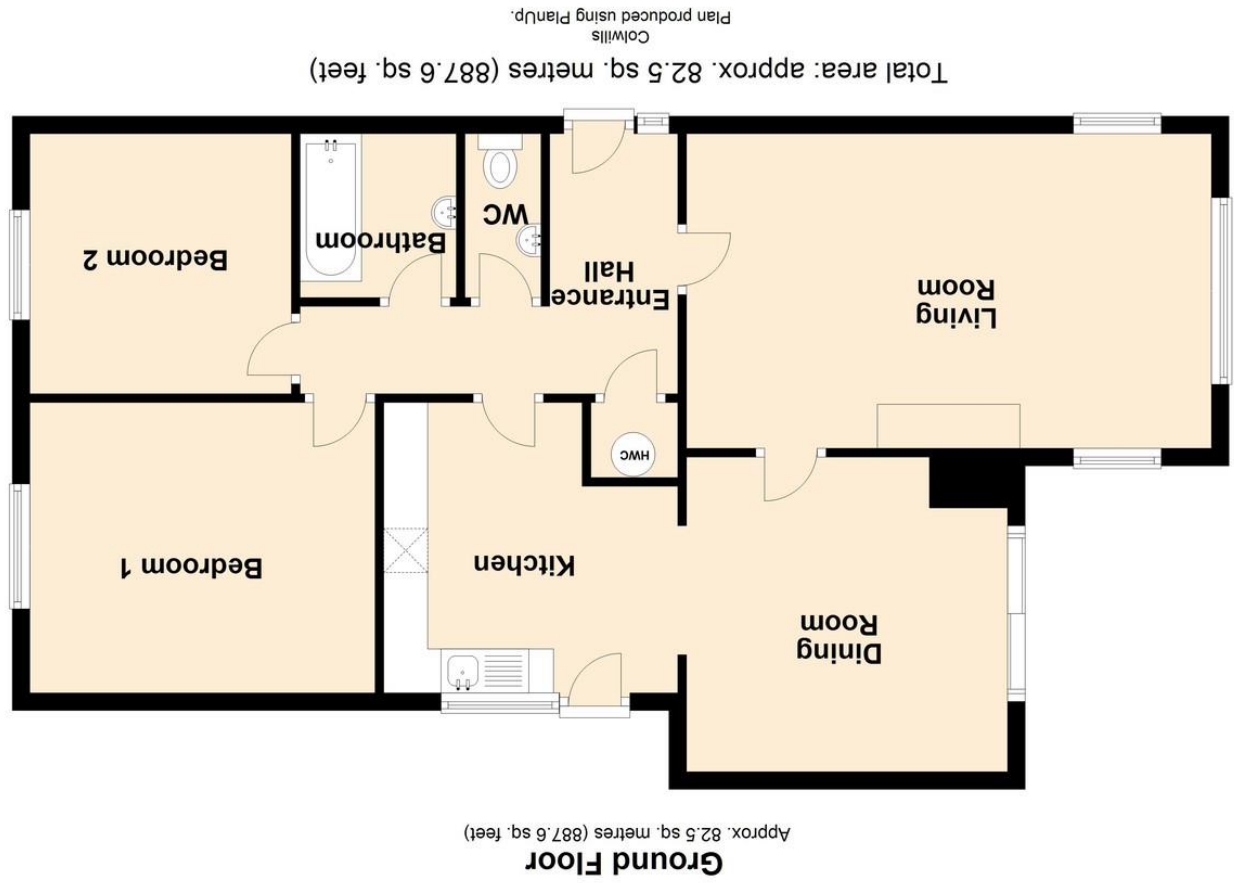 Ground Floor
Approx. 82.5 sq. metres (887.6 sq. feet)
Dining
Room
Kitchen
Bedroom 1
HWC
Living
Room
Entrance
Hall
Bedroom 2
Bathroom
WC
Total area: approx. 82.5 sq. metres (887.6 sq. feet)
Colwills
Plan produced using PlanUp.